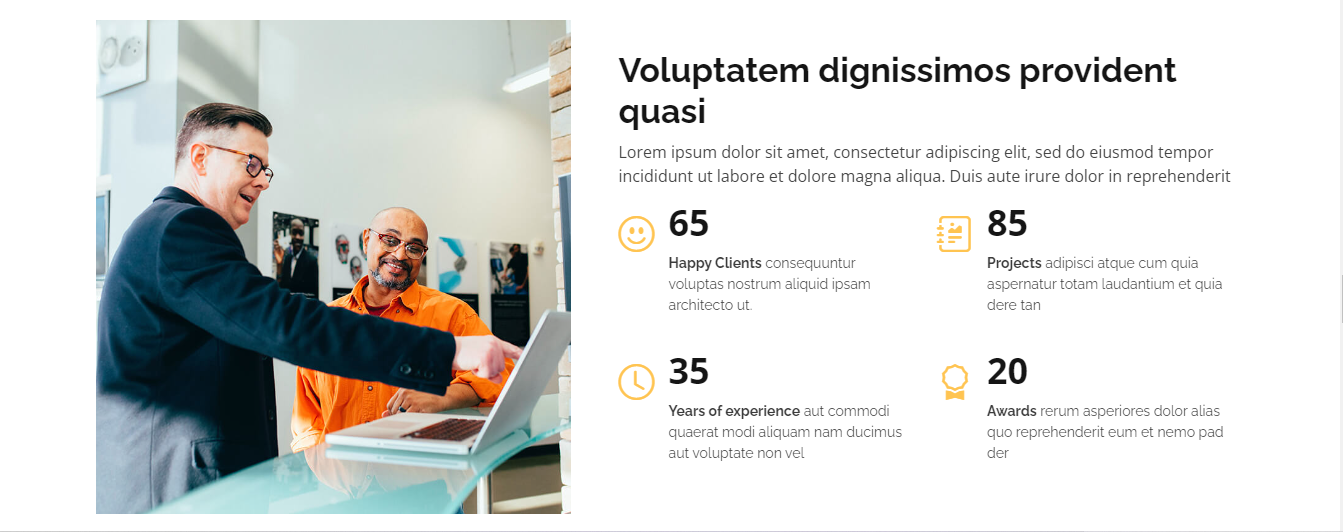 Voluptatem dignissimos provident
quasi
Lorem ipsum dolor sit amet, consectetur adipiscing elit, sed do eiusmod tempor
incididunt ut labore et dolore magna aliqua. Duis aute irure dolor in reprehenderit
65
Happy Clients consequuntur
voluptas nostrum aliquid ipsam
architecto ut.
85
Projects adipisci atque cum quia
aspernatur totam laudantium et quia
dere tan
35
Years of experience aut commodi
quaerat modi aliquam nam ducimus
aut voluptate non vel
20
Awards rerum asperiores dolor alias
quo reprehenderit eum et nemo pad
der